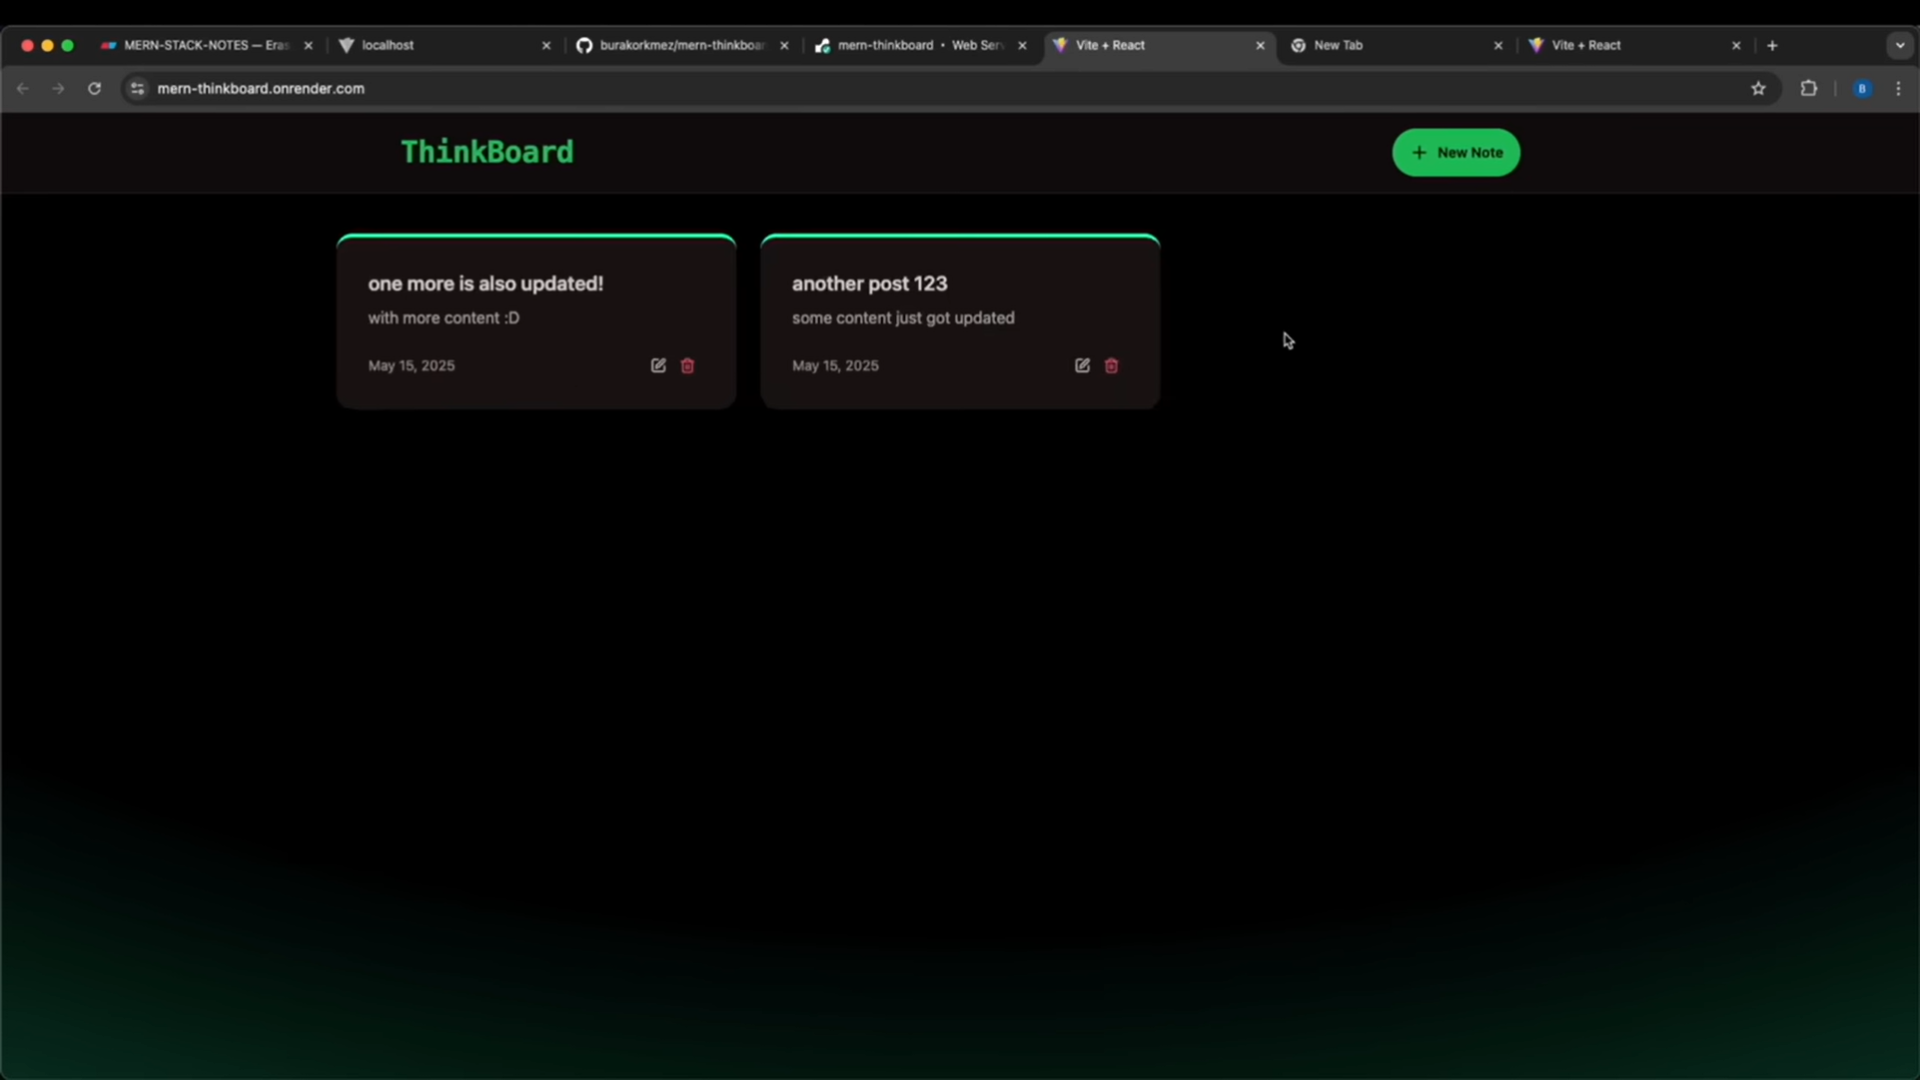 MERN-STACK-NOTES — Eras
localhost
burakorkmez/mern-thinkboar
mern-thinkboard • Web Serv
Vite + React
New Tab
Vite + React
mern-thinkboard.onrender.com
B
ThinkBoard
+ New Note
one more is also updated!
with more content :D
May 15, 2025
another post 123
some content just got updated
May 15, 2025